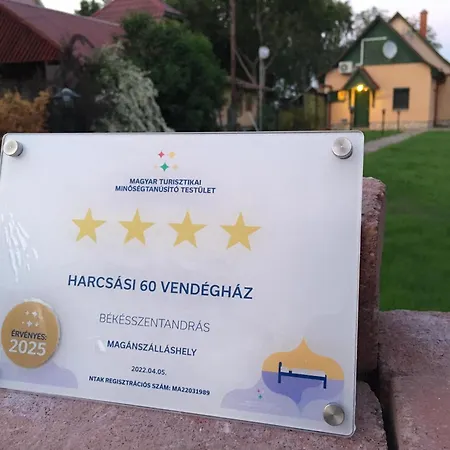 MAGYAR TURISZTIKAI
MINŐSÉGTANÚSÍTÓ TESTÜLET
HARCSÁSI 60 VENDÉGHÁZ
BÉKÉSSZENTANDRÁS
MAGÁNSZÁLLÁSHELY
2022.04.05.
NTAK REGISZTRÁCIÓS SZÁM: MA22031989
ÉRVÉNYES:
2025